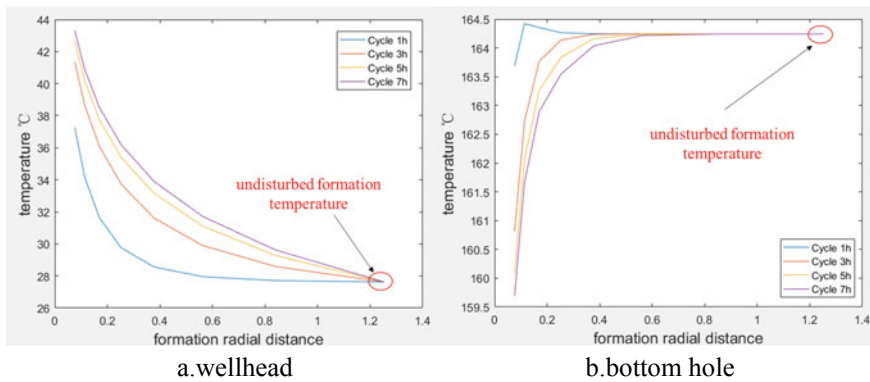 44
42
40
38
36
34
32
30
28
26
temperature ℃
0
0.2
0.4
0.6
0.8
1
1.2
1.4
formation radial distance
Cycle 1h
Cycle 3h
Cycle 5h
Cycle 7h
undisturbed formation
temperature
a.wellhead
164.5
164
163.5
163
162.5
162
161.5
161
160.5
160
159.5
temperature ℃
0
0.2
0.4
0.6
0.8
1
1.2
1.4
formation radial distance
undisturbed formation
temperature
Cycle 1h
Cycle 3h
Cycle 5h
Cycle 7h
b.bottom hole